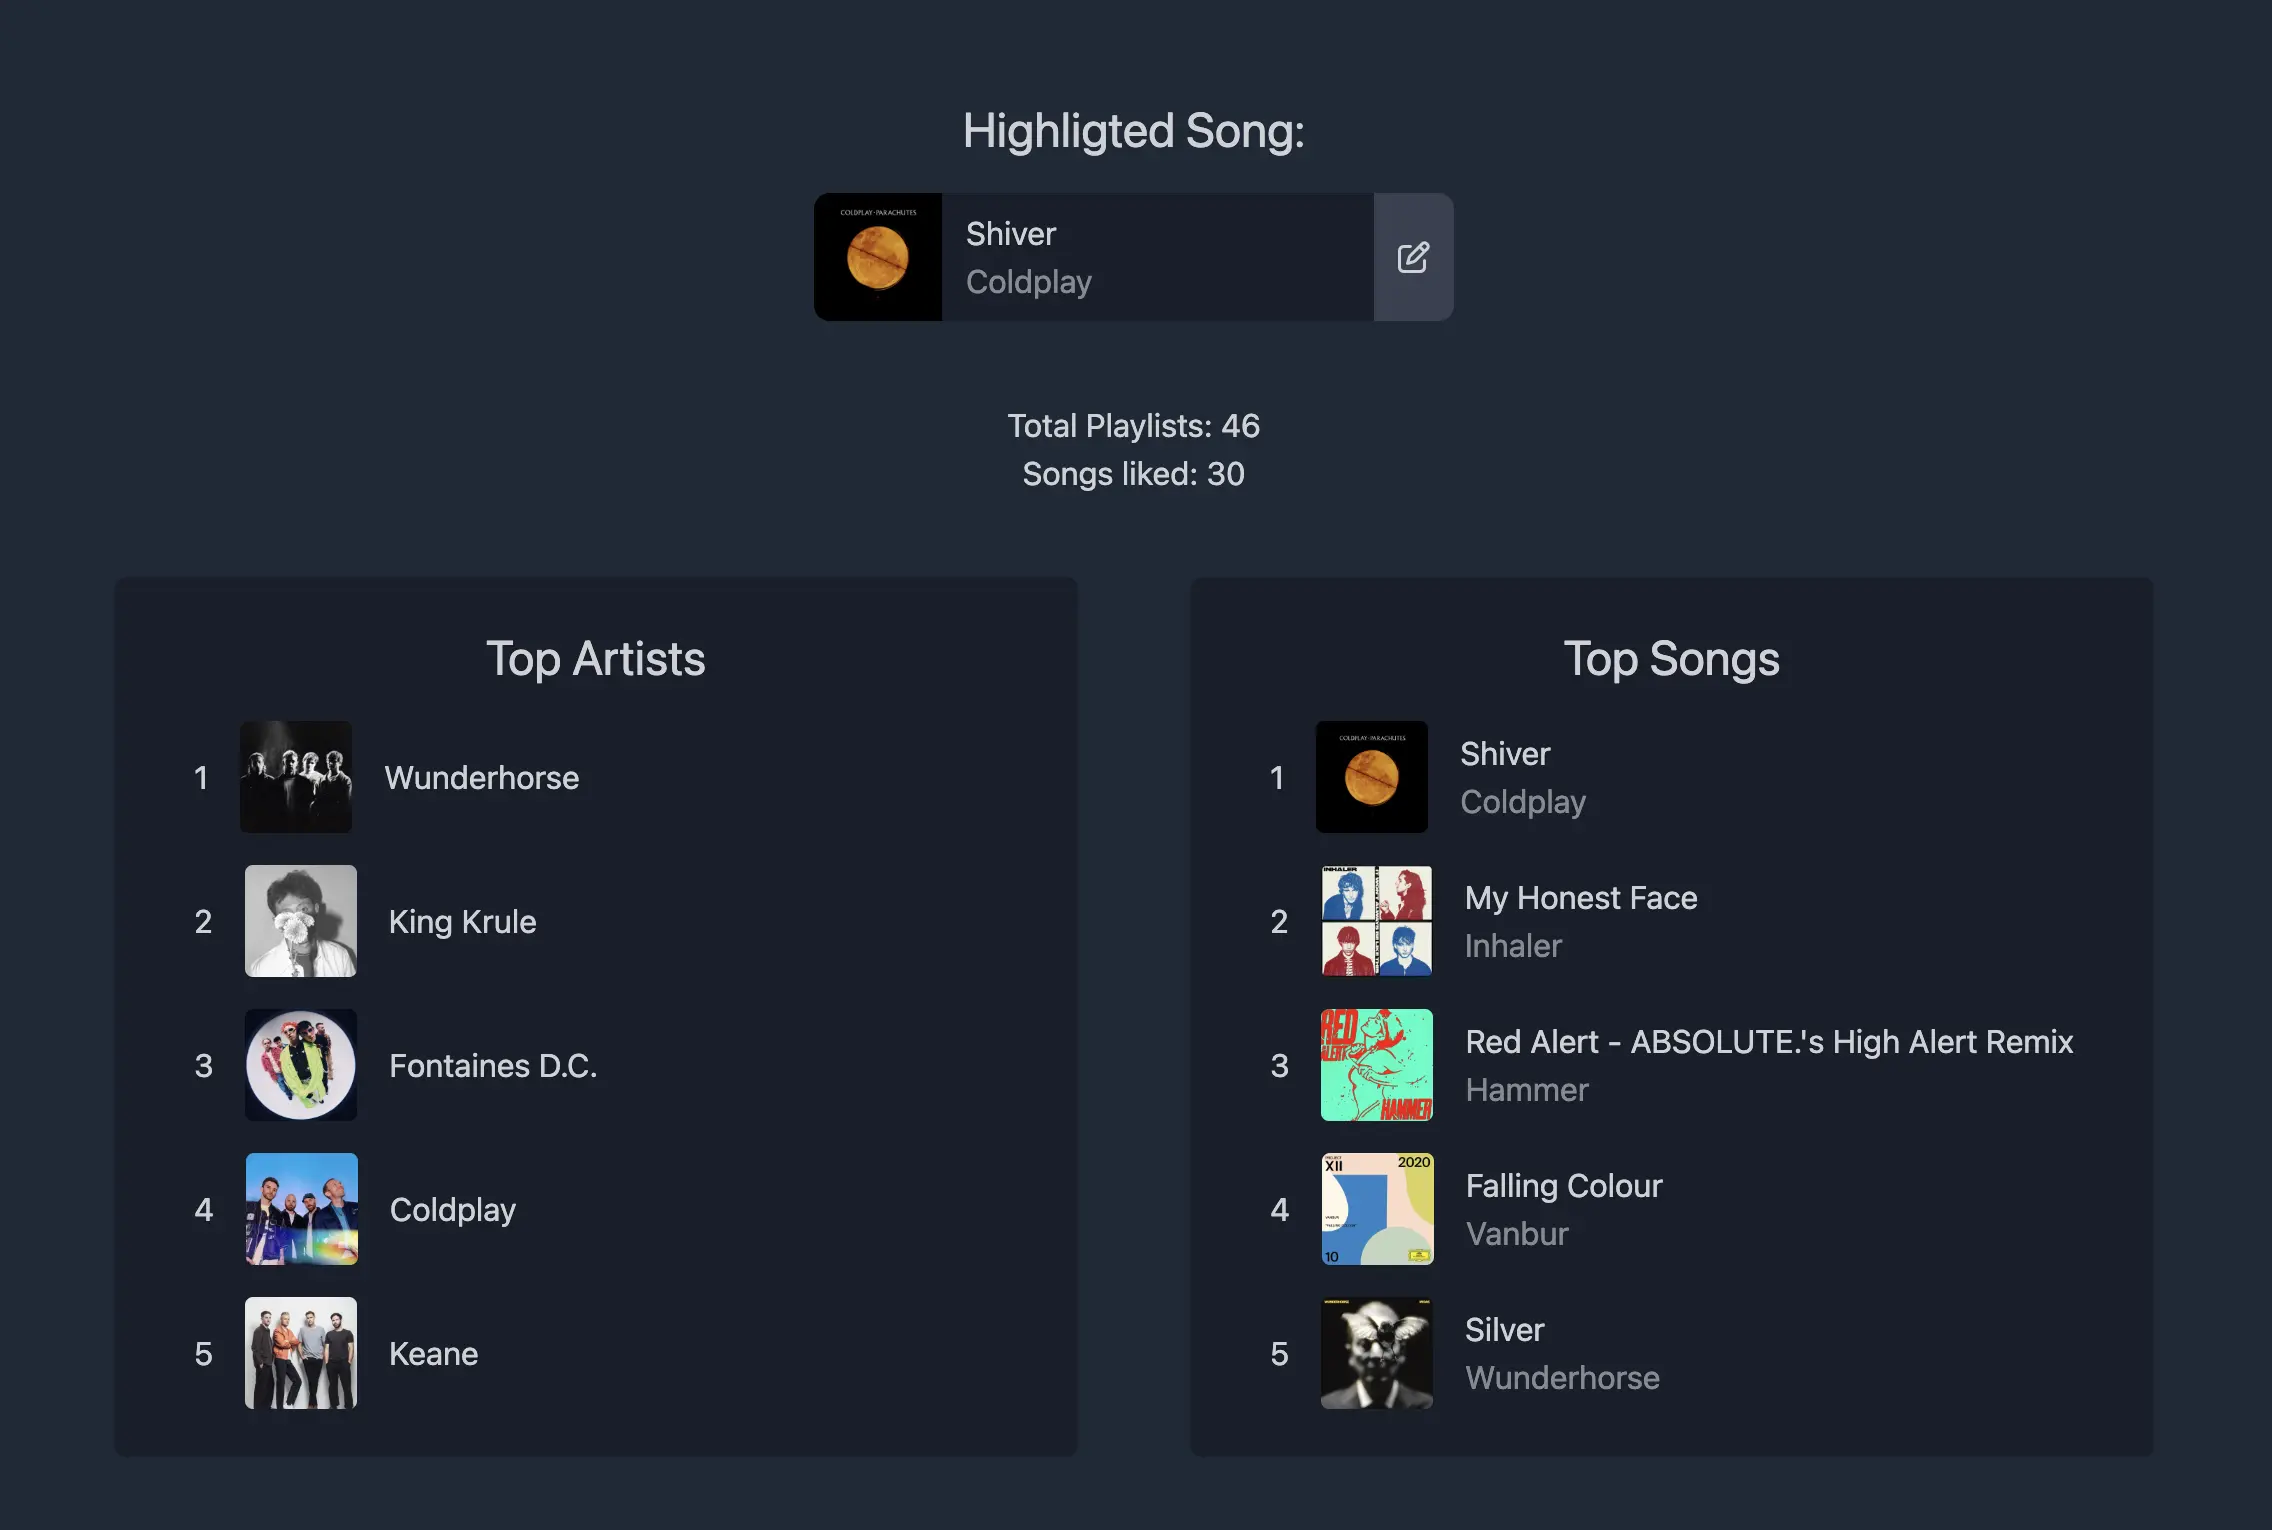 Highligted Song:
COLDPLAY·PARACHUTES
Shiver
Coldplay
Total Playlists: 46
Songs liked: 30
Top Artists
1
Wunderhorse
2
King Krule
3
Fontaines D.C.
4
Coldplay
5
Keane
Top Songs
1
COLDPLAY·PARACHUTES
Shiver
Coldplay
2
INHALER
My Honest Face
Inhaler
3
RED
ALERT
HAMMER
Red Alert - ABSOLUTE.'s High Alert Remix
Hammer
4
PROJECT
XII
2020
VANBUR
10
Falling Colour
Vanbur
5
Silver
Wunderhorse